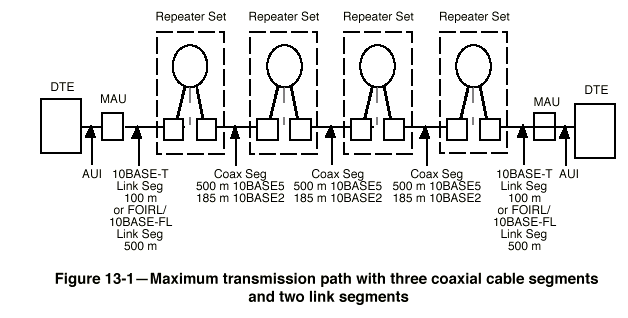 Repeater Set
Repeater Set
Repeater Set
Repeater Set
DTE
MAU
MAU
DTE
AUI
10BASE-T
Link Seg
100 m
or FOIRL/
10BASE-FL
Link Seg
500 m
Coax Seg
500 m 10BASE5
185 m 10BASE2
Coax Seg
500 m 10BASE5
185 m 10BASE2
Coax Seg
500 m 10BASE5
185 m 10BASE2
10BASE-T
Link Seg
100 m
or FOIRL/
10BASE-FL
Link Seg
500 m
AUI
Figure 13-1—Maximum transmission path with three coaxial cable segments
and two link segments